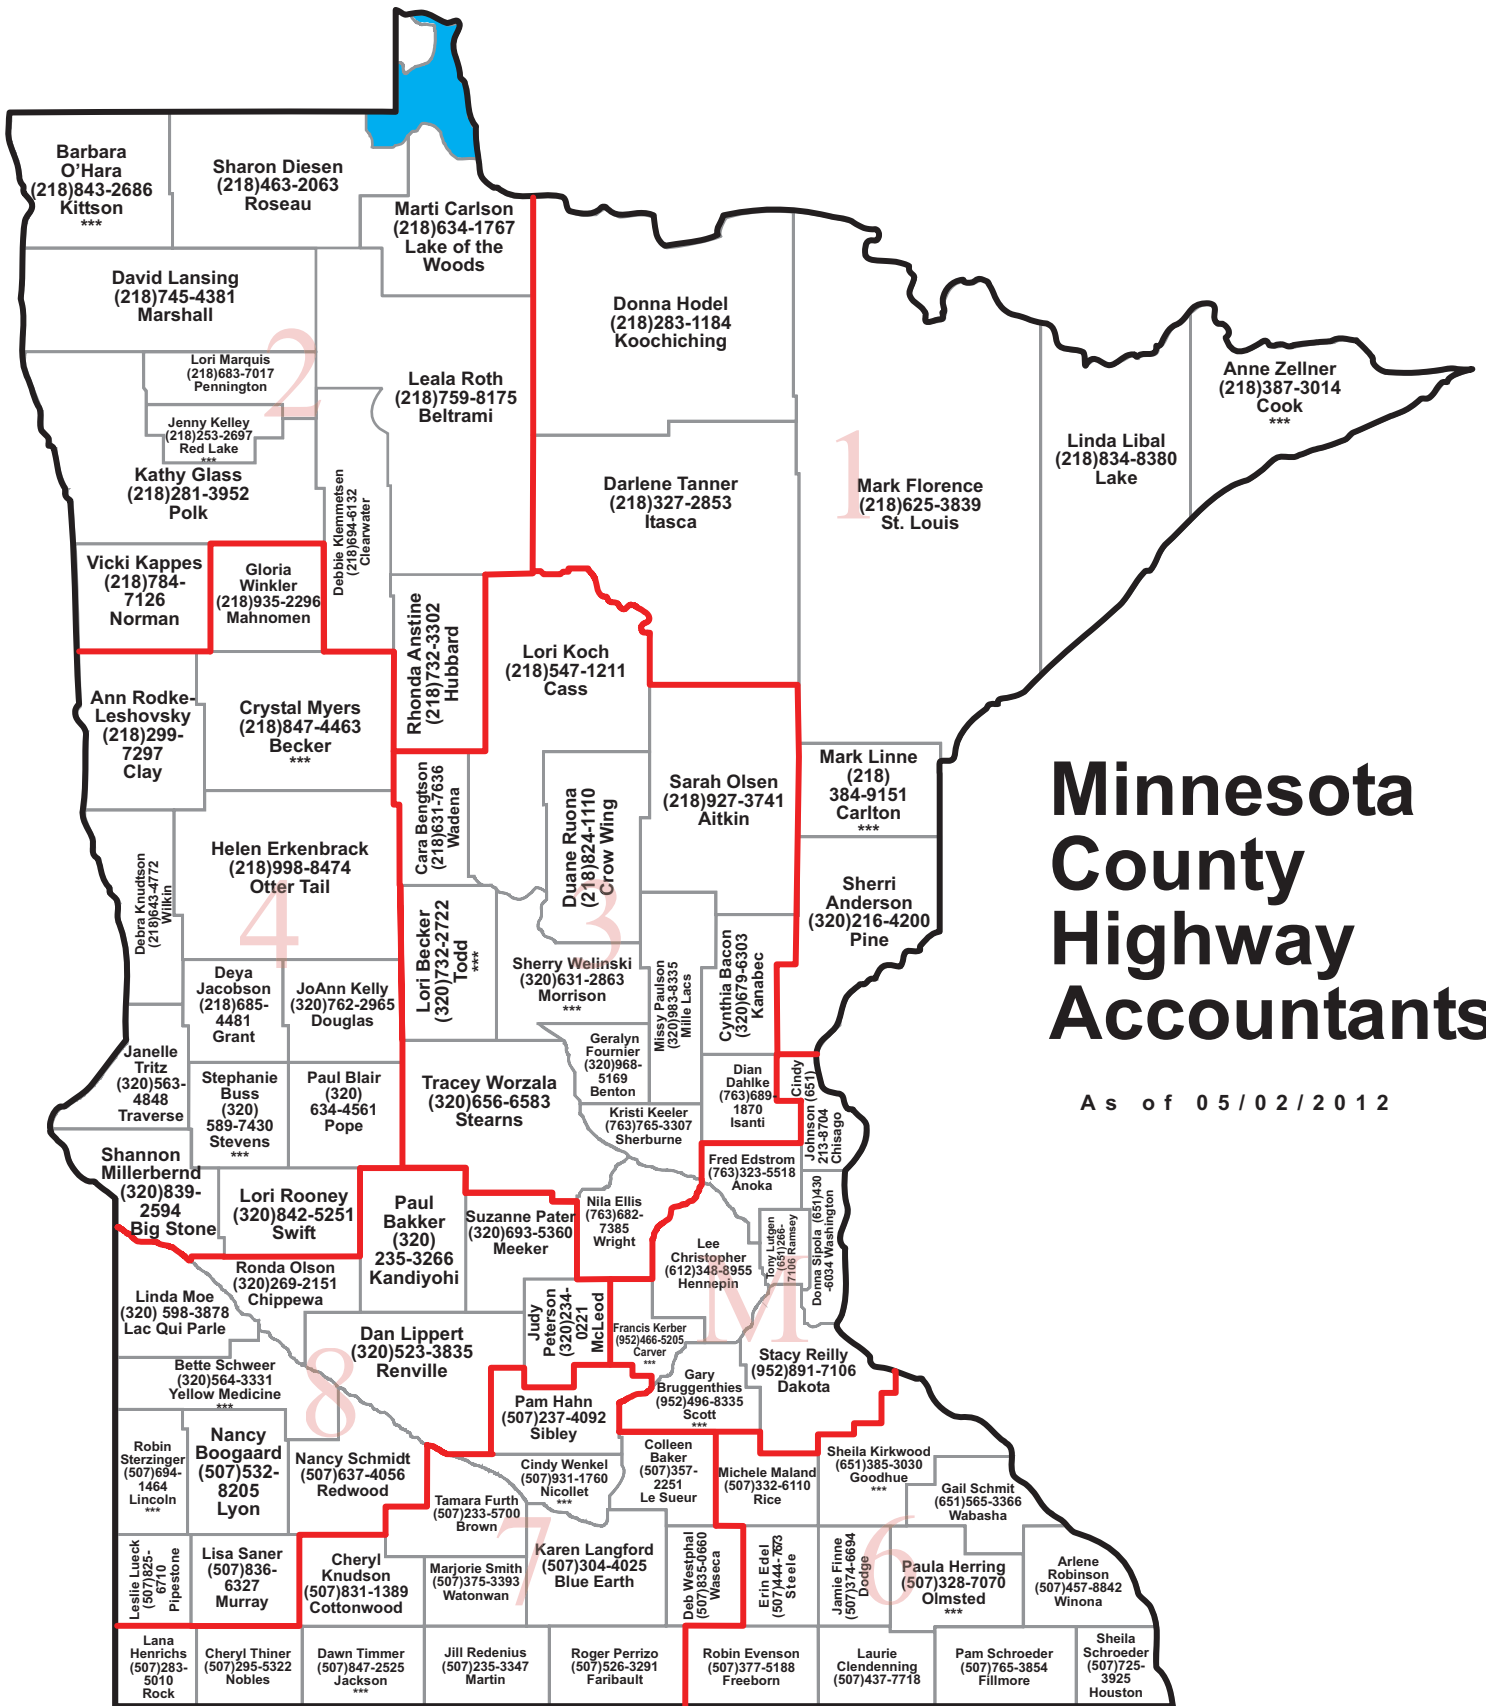 Barbara
O'Hara
(218)843-2686
Kittson
***
Sharon Diesen
(218)463-2063
Roseau
Marti Carlson
(218)634-1767
Lake of the
Woods
David Lansing
(218)745-4381
Marshall
2
Lori Marquis
(218)683-7017
Pennington
Jenny Kelley
(218)253-2697
Red Lake
***
Kathy Glass
(218)281-3952
Polk
Leala Roth
(218)759-8175
Beltrami
Debbie Klemmetsen
(218)694-6132
Clearwater
Donna Hodel
(218)283-1184
Koochiching
Darlene Tanner
(218)327-2853
Itasca
1
Mark Florence
(218)625-3839
St. Louis
Linda Libal
(218)834-8380
Lake
Anne Zellner
(218)387-3014
Cook
***
Vicki Kappes
(218)784-
7126
Norman
Gloria
Winkler
(218)935-2296
Mahnomen
Rhonda Anstine
(218)732-3302
Hubbard
Lori Koch
(218)547-1211
Cass
Ann Rodke-
Leshovsky
(218)299-
7297
Clay
Crystal Myers
(218)847-4463
Becker
***
Cara Bengtson
(218)631-7636
Wadena
Duane Ruona
(218)824-1110
Crow Wing
Sarah Olsen
(218)927-3741
Aitkin
Mark Linne
(218)
384-9151
Carlton
***
Minnesota
County
Highway
Accountants
As of 05/02/2012
Debra Knudtson
(218)643-4772
Wilkin
Helen Erkenbrack
(218)998-8474
Otter Tail
4
Lori Becker
(320)732-2722
Todd
***
3
Sherry Welinski
(320)631-2863
Morrison
***
Missy Paulson
(320)983-8335
Mille Lacs
Cynthia Bacon
(320)679-6303
Kanabec
Sherri
Anderson
(320)216-4200
Pine
Deya
Jacobson
(218)685-
4481
Grant
JoAnn Kelly
(320)762-2965
Douglas
Janelle
Tritz
(320)563-
4848
Traverse
Stephanie
Buss
(320)
589-7430
Stevens
***
Paul Blair
(320)
634-4561
Pope
Tracey Worzala
(320)656-6583
Stearns
Geralyn
Fournier
(320)968-
5169
Benton
Kristi Keeler
(763)765-3307
Sherburne
Dian
Dahlke
(763)689-
1870
Isanti
Cindy
Johnson (651)
213-8704
Chisago
Shannon
Millerbernd
(320)839-
2594
Big Stone
Lori Rooney
(320)842-5251
Swift
Paul
Bakker
(320)
235-3266
Kandiyohi
Suzanne Pater
(320)693-5360
Meeker
Nila Ellis
(763)682-
7385
Wright
Fred Edstrom
(763)323-5518
Anoka
Lee
Christopher
(612)348-8955
Hennepin
M
Tony Lutgen
(651)266-
7106 Ramsey
Donna Sipola (651)430
-6034 Washington
Ronda Olson
(320)269-2151
Chippewa
Linda Moe
(320) 598-3878
Lac Qui Parle
Dan Lippert
(320)523-3835
Renville
Judy
Peterson
(320)234-
0221
McLeod
Francis Kerber
(952)466-5205
Carver
***
Stacy Reilly
(952)891-7106
Dakota
Gary
Bruggenthies
(952)496-8335
Scott
***
Bette Schweer
(320)564-3331
Yellow Medicine
***
8
Pam Hahn
(507)237-4092
Sibley
Robin
Sterzinger
(507)694-
1464
Lincoln
***
Nancy
Boogaard
(507)532-
8205
Lyon
Nancy Schmidt
(507)637-4056
Redwood
Cindy Wenkel
(507)931-1760
Nicollet
***
Colleen
Baker
(507)357-
2251
Le Sueur
Michele Maland
(507)332-6110
Rice
Sheila Kirkwood
(651)385-3030
Goodhue
***
Gail Schmit
(651)565-3366
Wabasha
Tamara Furth
(507)233-5700
Brown
7
Leslie Lueck
(507)825-
6710
Pipestone
Lisa Saner
(507)836-
6327
Murray
Cheryl
Knudson
(507)831-1389
Cottonwood
Marjorie Smith
(507)375-3393
Watonwan
Karen Langford
(507)304-4025
Blue Earth
Deb Westphal
(507)835-0660
Waseca
Erin Edel
(507)444-7673
Steele
Jamie Finne
(507)374-6694
Dodge
6
Paula Herring
(507)328-7070
Olmsted
***
Arlene
Robinson
(507)457-8842
Winona
Lana
Henrichs
(507)283-
5010
Rock
Cheryl Thiner
(507)295-5322
Nobles
Dawn Timmer
(507)847-2525
Jackson
***
Jill Redenius
(507)235-3347
Martin
Roger Perrizo
(507)526-3291
Faribault
Robin Evenson
(507)377-5188
Freeborn
Laurie
Clendenning
(507)437-7718
Pam Schroeder
(507)765-3854
Fillmore
Sheila
Schroeder
(507)725-
3925
Houston